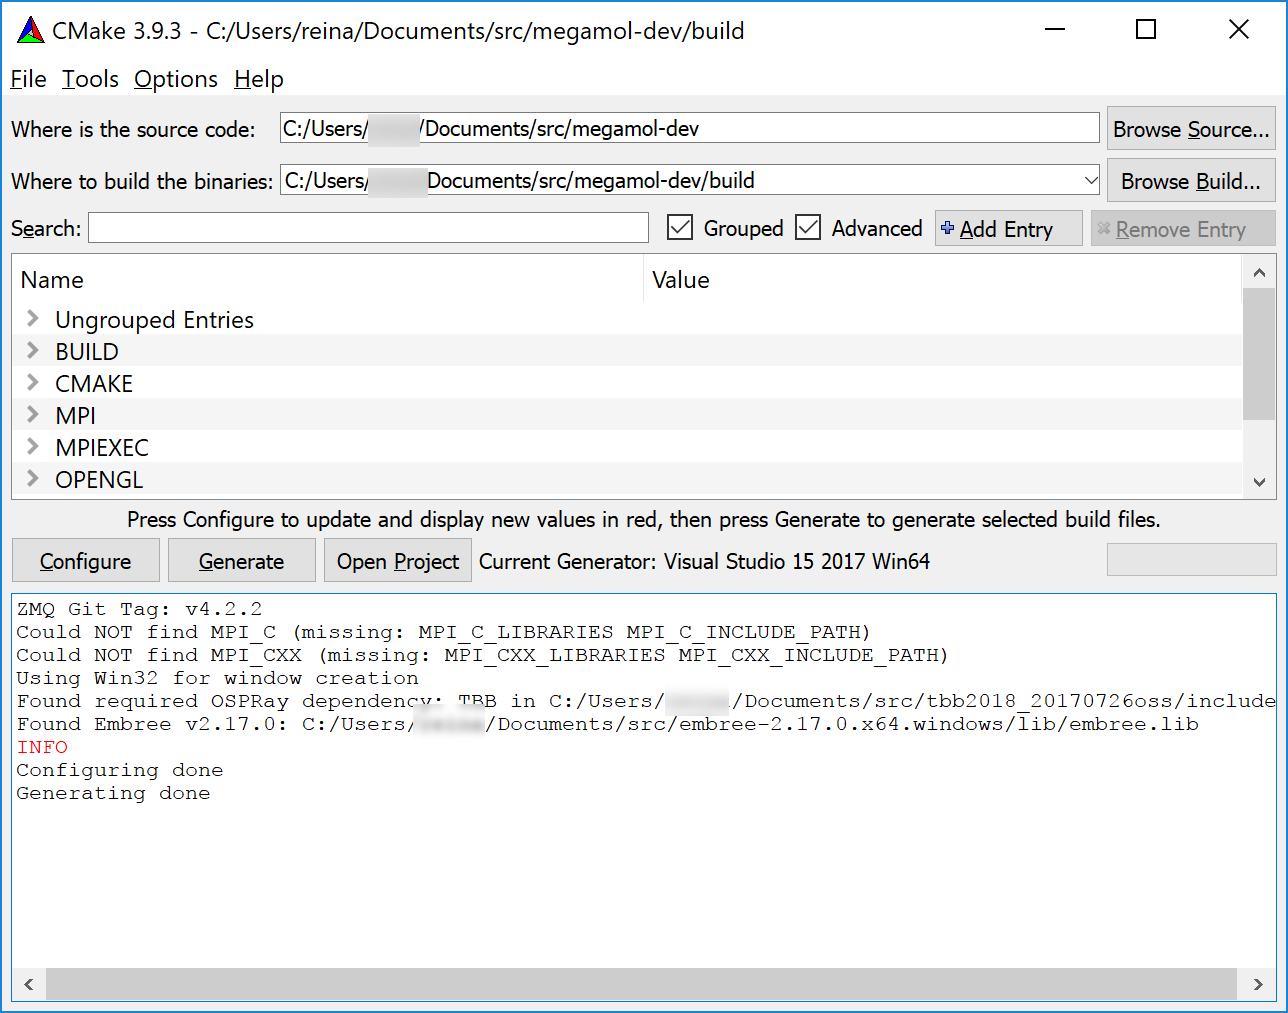 CMake 3.9.3 - C:/Users/reina/Documents/src/megamol-dev/build
File Tools Options Help
Where is the source code: C:/Users/ /Documents/src/megamol-dev Browse Source...
Where to build the binaries: C:/Users/ Documents/src/megamol-dev/build Browse Build...
Search: Grouped Advanced Add Entry Remove Entry
Name Value
Ungrouped Entries
BUILD
CMAKE
MPI
MPIEXEC
OPENGL
Press Configure to update and display new values in red, then press Generate to generate selected build files.
Configure Generate Open Project Current Generator: Visual Studio 15 2017 Win64
ZMQ Git Tag: v4.2.2
Could NOT find MPI_C (missing: MPI_C_LIBRARIES MPI_C_INCLUDE_PATH)
Could NOT find MPI_CXX (missing: MPI_CXX_LIBRARIES MPI_CXX_INCLUDE_PATH)
Using Win32 for window creation
Found required OSPRay dependency: TBB in C:/Users/ /Documents/src/tbb2018_20170726oss/include
Found Embree v2.17.0: C:/Users/ /Documents/src/embree-2.17.0.x64.windows/lib/embree.lib
INFO
Configuring done
Generating done